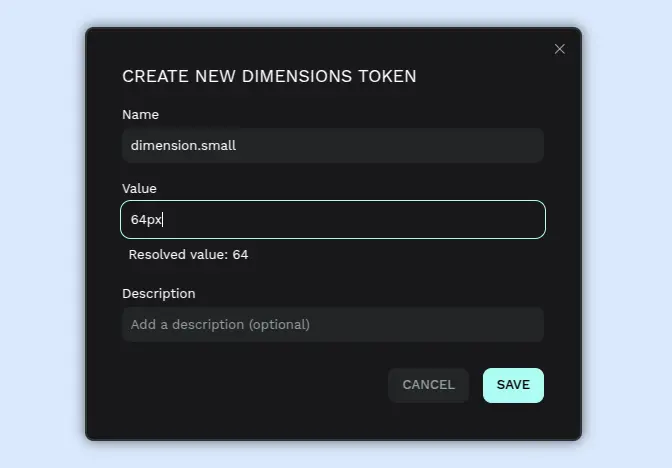 CREATE NEW DIMENSIONS TOKEN
Name
dimension.small
Value
64px
Resolved value: 64
Description
Add a description (optional)
CANCEL SAVE